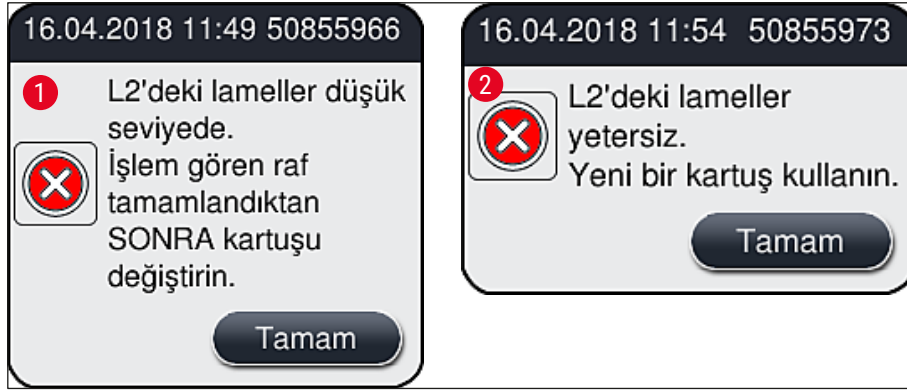 16.04.2018 11:49 50855966
1
L2'deki lameller düşük
seviyede.
İşlem gören raf
tamamlandıktan
SONRA kartuşu
değiştirin.
Tamam
16.04.2018 11:54 50855973
2
L2'deki lameller
yetersiz.
Yeni bir kartuş kullanın.
Tamam